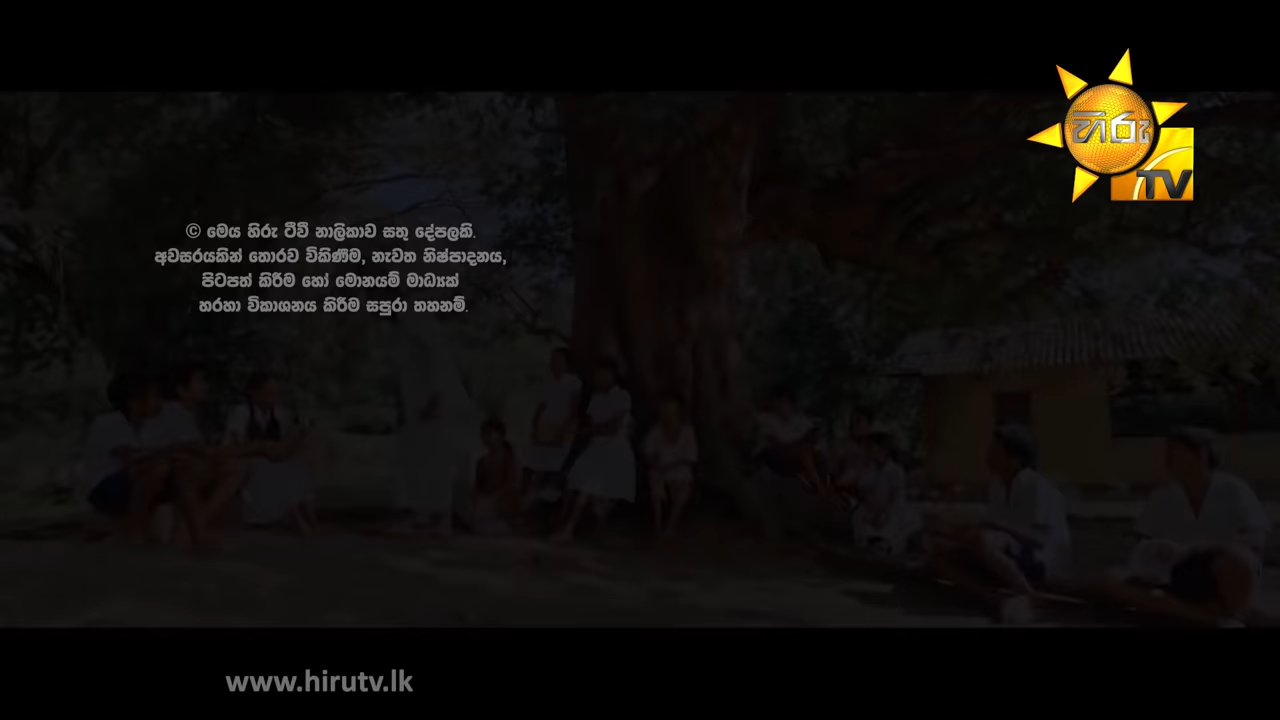 හිරු
TV
© මෙය හිරු ටීවී නාලිකාව සතු දේපලකි.
අවසරයකින් තොරව විකිණීම, නැවත නිෂ්පාදනය,
පිටපත් කිරීම හෝ මොනයම් මාධ්‍යක්
හරහා විකාශනය කිරීම සපුරා තහනම්.
www.hirutv.lk